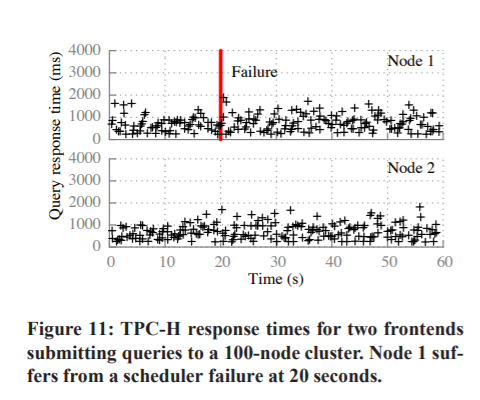 Query response time (ms)
4000
3000
2000
1000
0
Failure
Node 1
4000
3000
2000
1000
0
Node 2
0 10 20 30 40 50 60
Time (s)
Figure 11: TPC-H response times for two frontends
submitting queries to a 100-node cluster. Node 1 suf-
fers from a scheduler failure at 20 seconds.